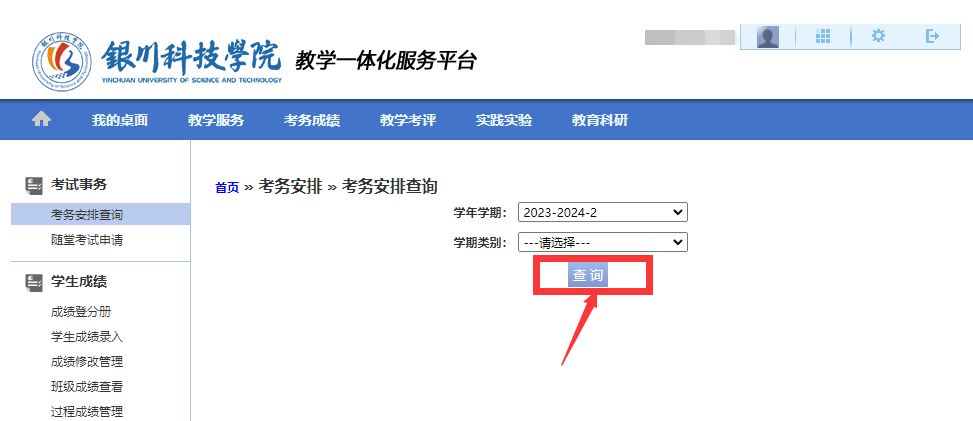 銀川科技學院
YINCHUAN UNIVERSITY OF SCIENCE AND TECHNOLOGY
教学一体化服务平台
我的桌面 教学服务 考务成绩 教学考评 实践实验 教育科研
考试事务
考务安排查询
随堂考试申请
学生成绩
成绩登分册
学生成绩录入
成绩修改管理
班级成绩查看
过程成绩管理
首页 » 考务安排 » 考务安排查询
学年学期： 2023-2024-2
学期类别： ---请选择---
查 询